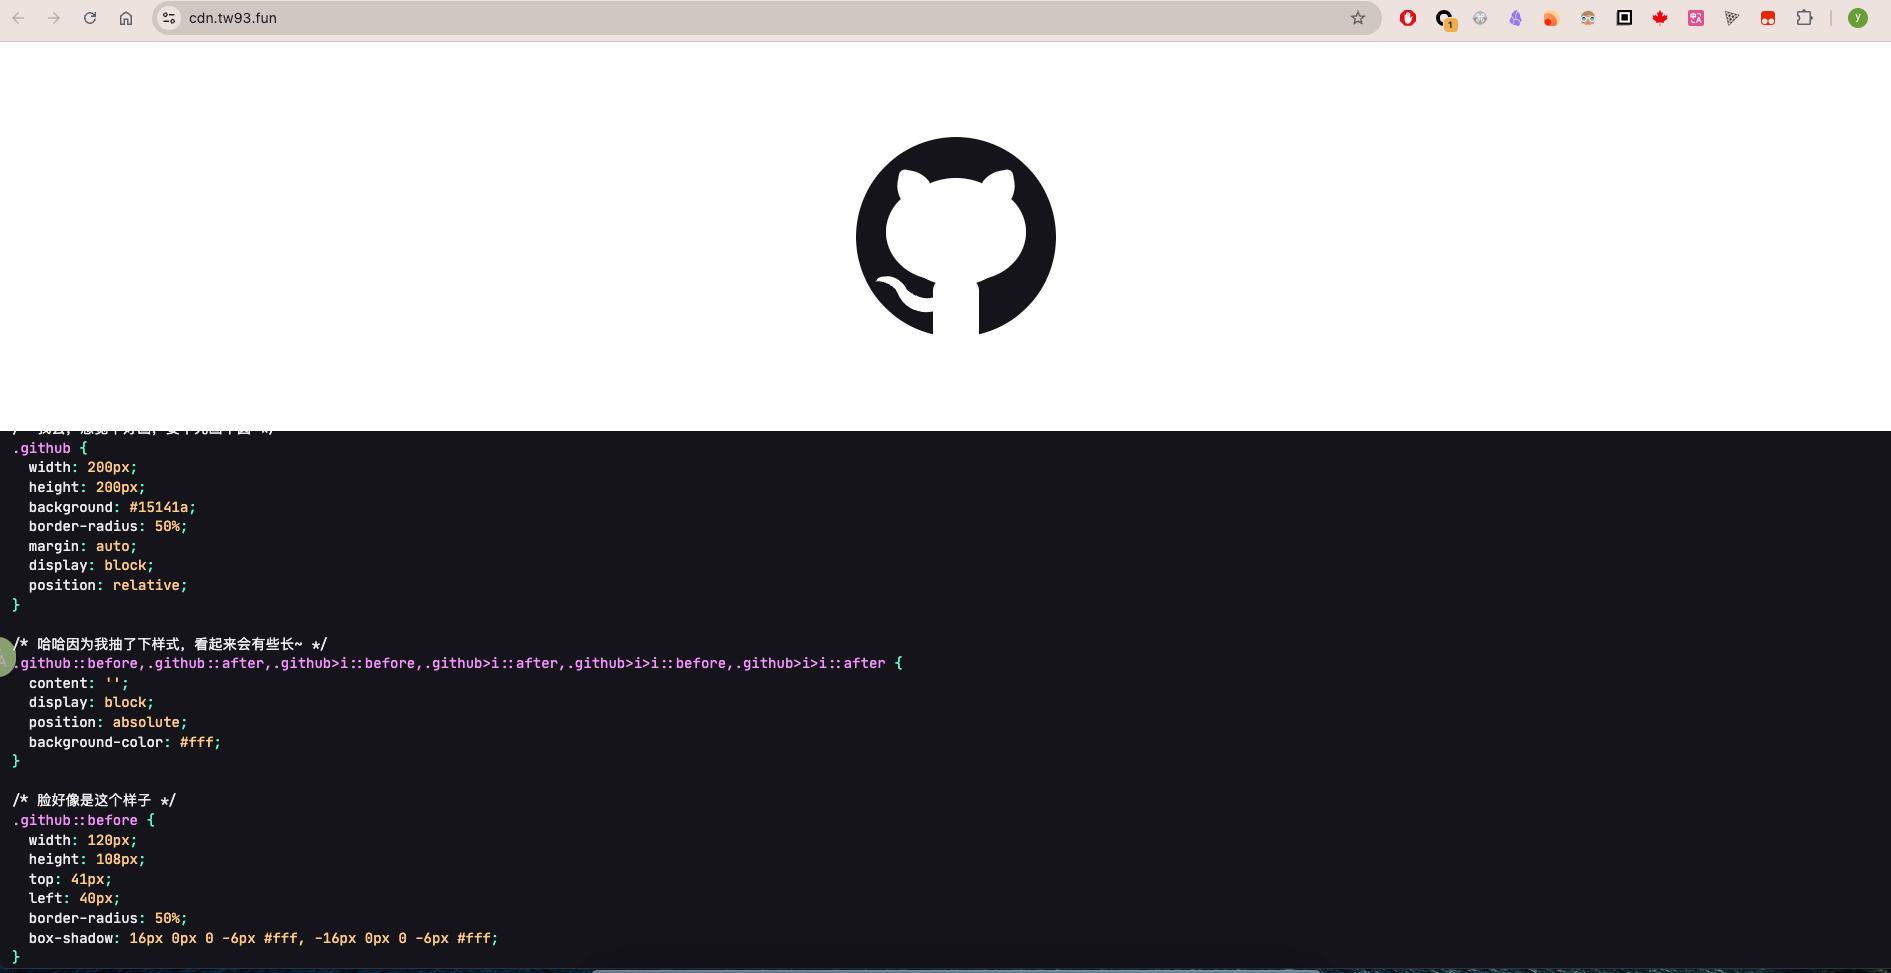 cdn.tw93.fun
1
y
.github {
width: 200px;
height: 200px;
background: #15141a;
border-radius: 50%;
margin: auto;
display: block;
position: relative;
}
/* 哈哈因为我抽了下样式，看起来会有些长~ */
.github::before,.github::after,.github>i::before,.github>i::after,.github>i>i::before,.github>i>i::after {
content: '';
display: block;
position: absolute;
background-color: #fff;
}
/* 脸好像是这个样子 */
.github::before {
width: 120px;
height: 108px;
top: 41px;
left: 40px;
border-radius: 50%;
box-shadow: 16px 0px 0 -6px #fff, -16px 0px 0 -6px #fff;
}